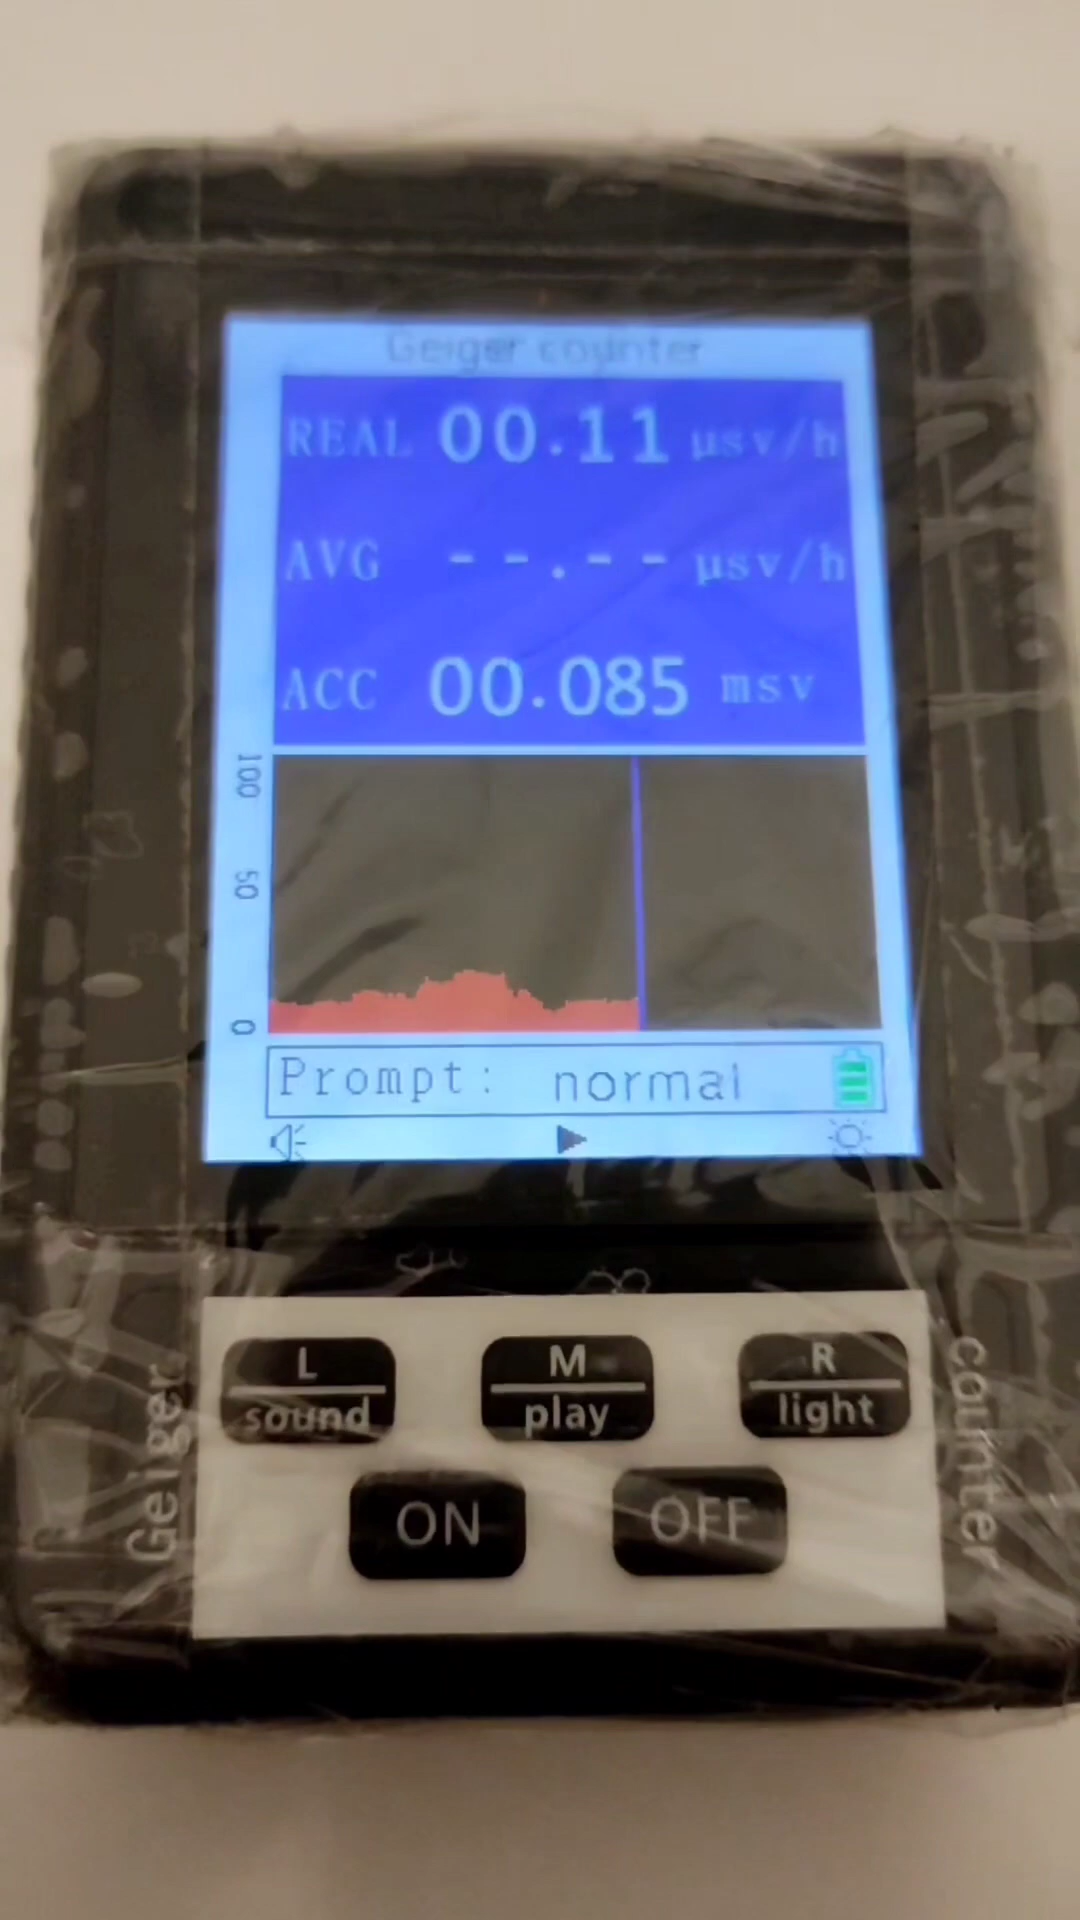 Geiger counter
REAL 00.11 μsv/h
AVG --.-- μsv/h
ACC 00.085 msv
100
50
0
Prompt: normal
L
sound
M
play
R
light
ON
OFF
Geiger
counter